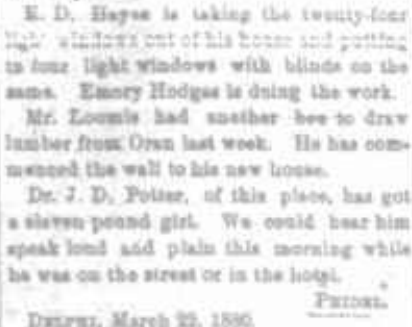 E. D. Hayes is taking the twenty-four
light windows out of his house and putting
in four light windows with blinds on the
same. Emory Hodges is doing the work.
Mr. Loomis had another bee to draw
lumber from Oran last week. He has com-
menced the wall to his new house.
Dr. J. D. Potter, of this place, has got
a eleven pound girl. We could hear him
speak loud and plain this morning while
he was on the street or in the hotel.
DELPHI, March 22, 1880.